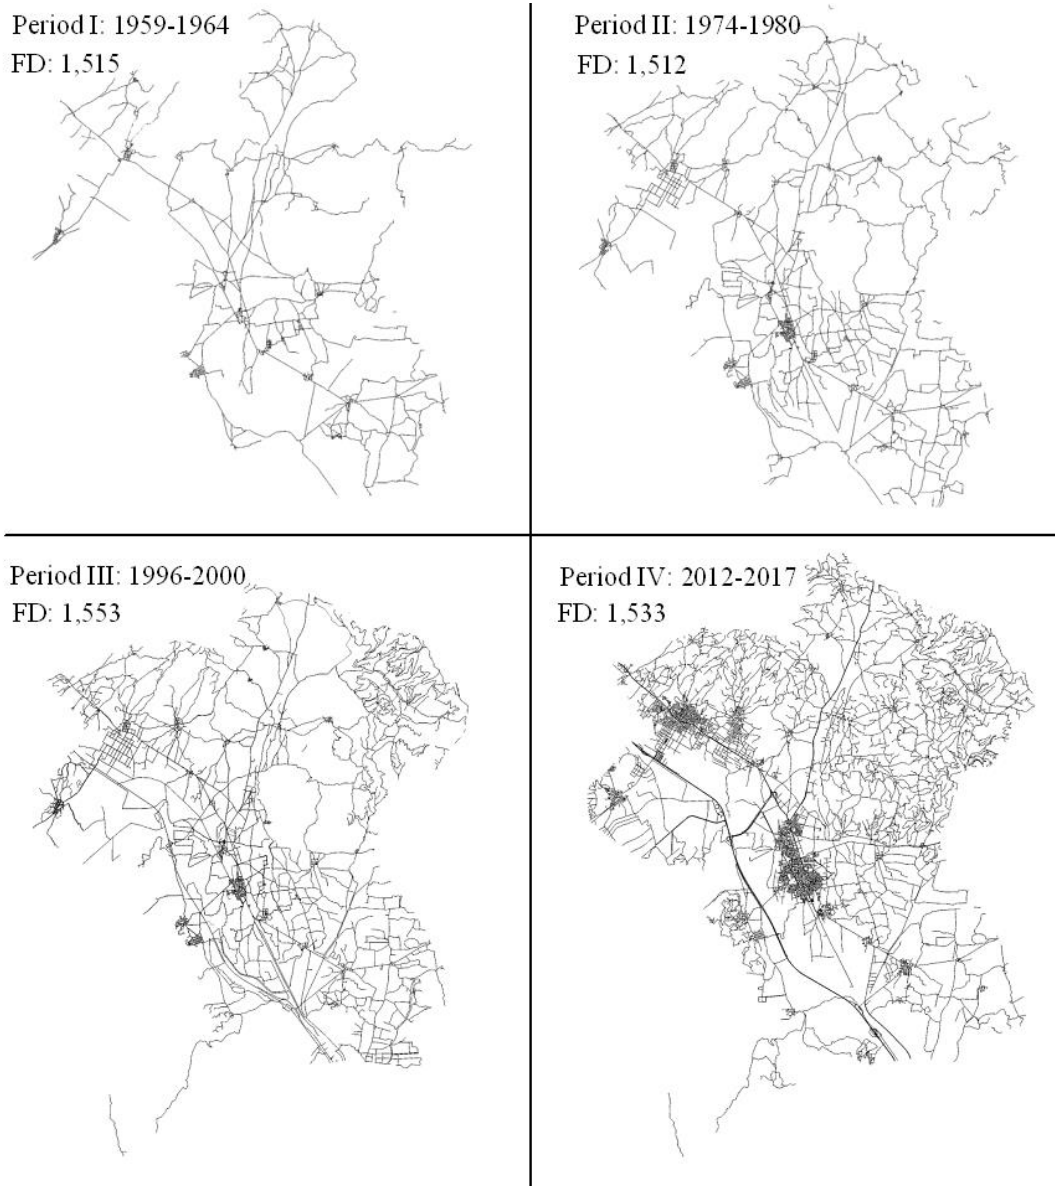 Period I: 1959-1964
FD: 1,515
Period II: 1974-1980
FD: 1,512
Period III: 1996-2000
FD: 1,553
Period IV: 2012-2017
FD: 1,533